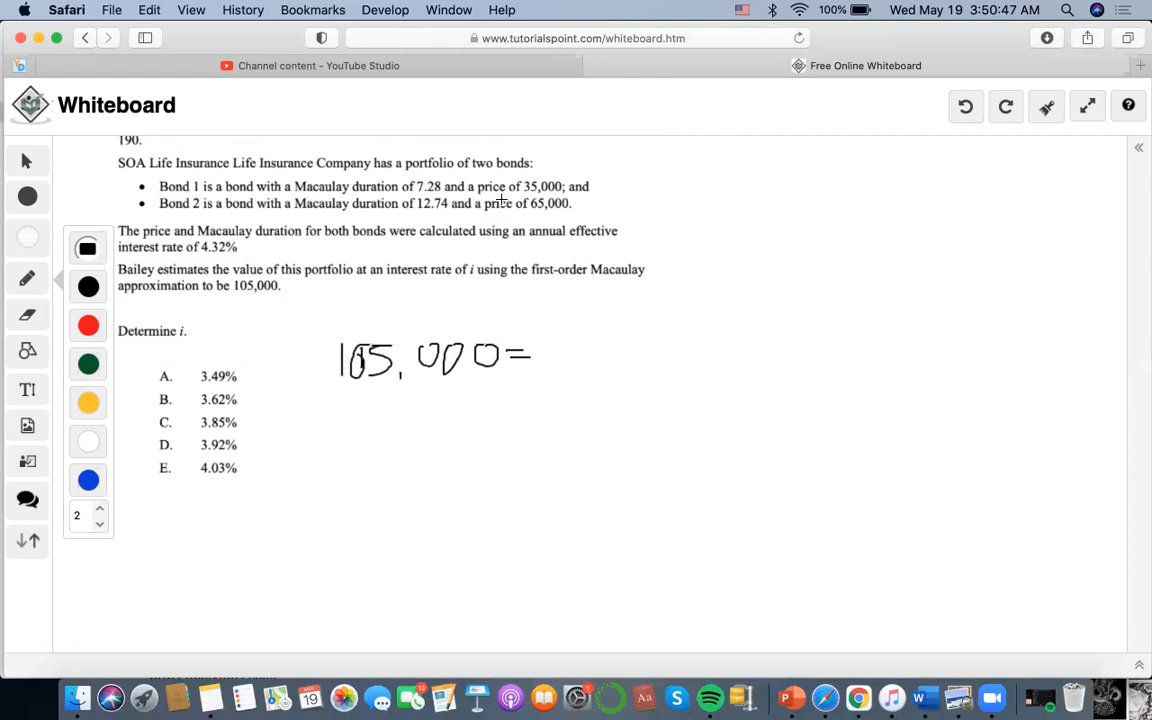 Safari File Edit View History Bookmarks Develop Window Help 100% Wed May 19 3:50:47 AM
www.tutorialspoint.com/whiteboard.htm
Channel content - YouTube Studio Free Online Whiteboard
Whiteboard
190.
SOA Life Insurance Life Insurance Company has a portfolio of two bonds:
• Bond 1 is a bond with a Macaulay duration of 7.28 and a price of 35,000; and
• Bond 2 is a bond with a Macaulay duration of 12.74 and a price of 65,000.
The price and Macaulay duration for both bonds were calculated using an annual effective
interest rate of 4.32%
Bailey estimates the value of this portfolio at an interest rate of i using the first-order Macaulay
approximation to be 105,000.
Determine i.
105,000=
A. 3.49%
B. 3.62%
C. 3.85%
D. 3.92%
E. 4.03%
2